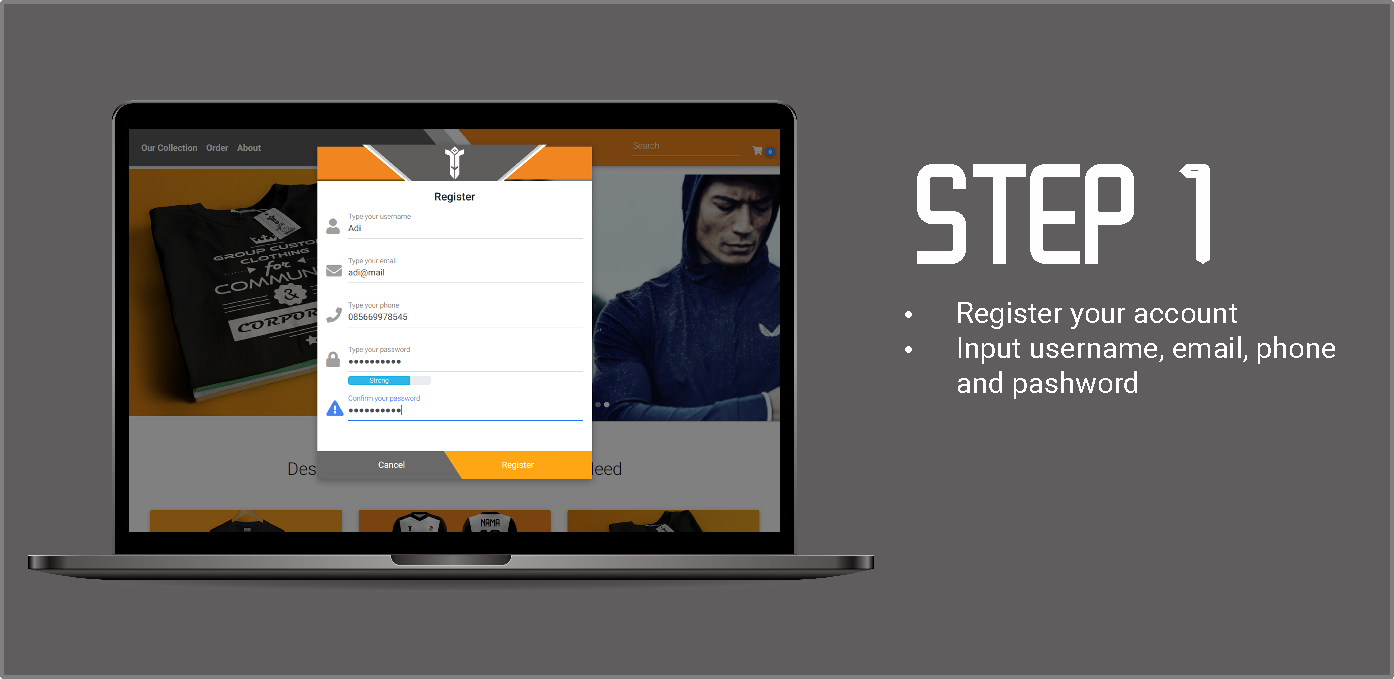 Our Collection Order About
Search
0
Register
Type your username
Adi
Type your email
adi@mail
Type your phone
085669978545
Type your password
••••••••••
Strong
Confirm your password
••••••••••
Cancel
Register
GROUP CUSTOM
CLOTHING
for
COMMUN
&
CORPOR
Des
eed
NAMA
STEP 1
• Register your account
• Input username, email, phone
and pashword